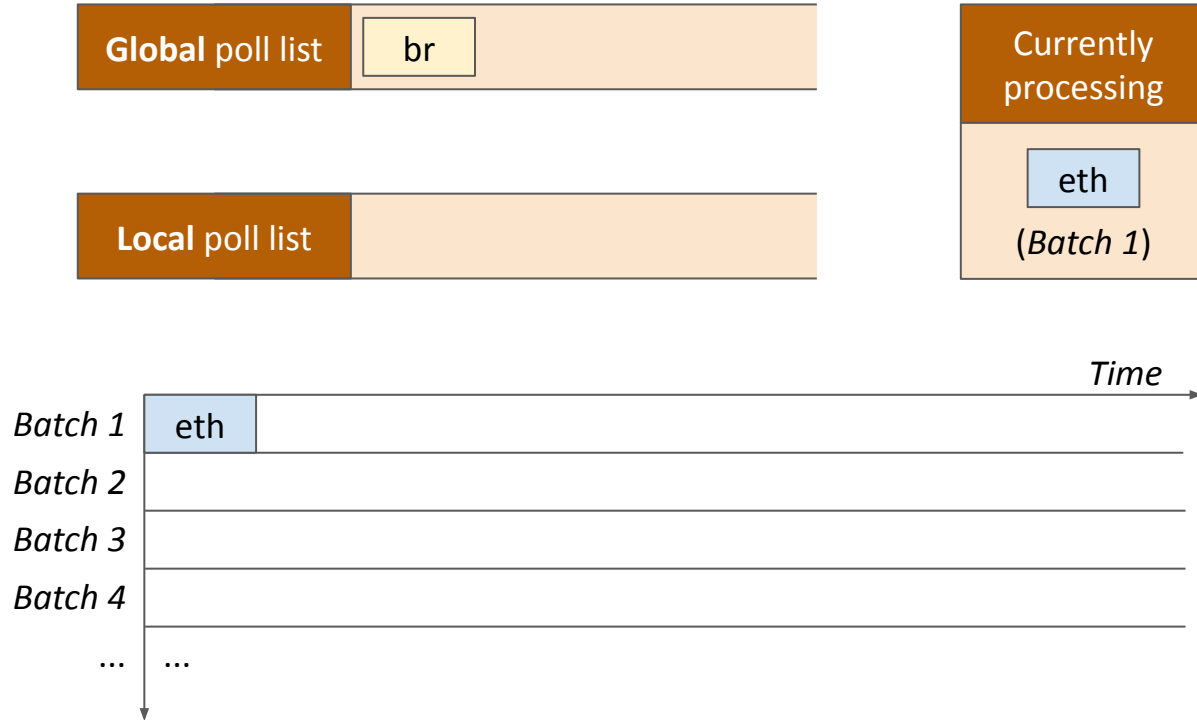 Global poll list
br
Currently
processing
eth
(Batch 1)
Local poll list
Time
Batch 1
eth
Batch 2
Batch 3
Batch 4
... ...